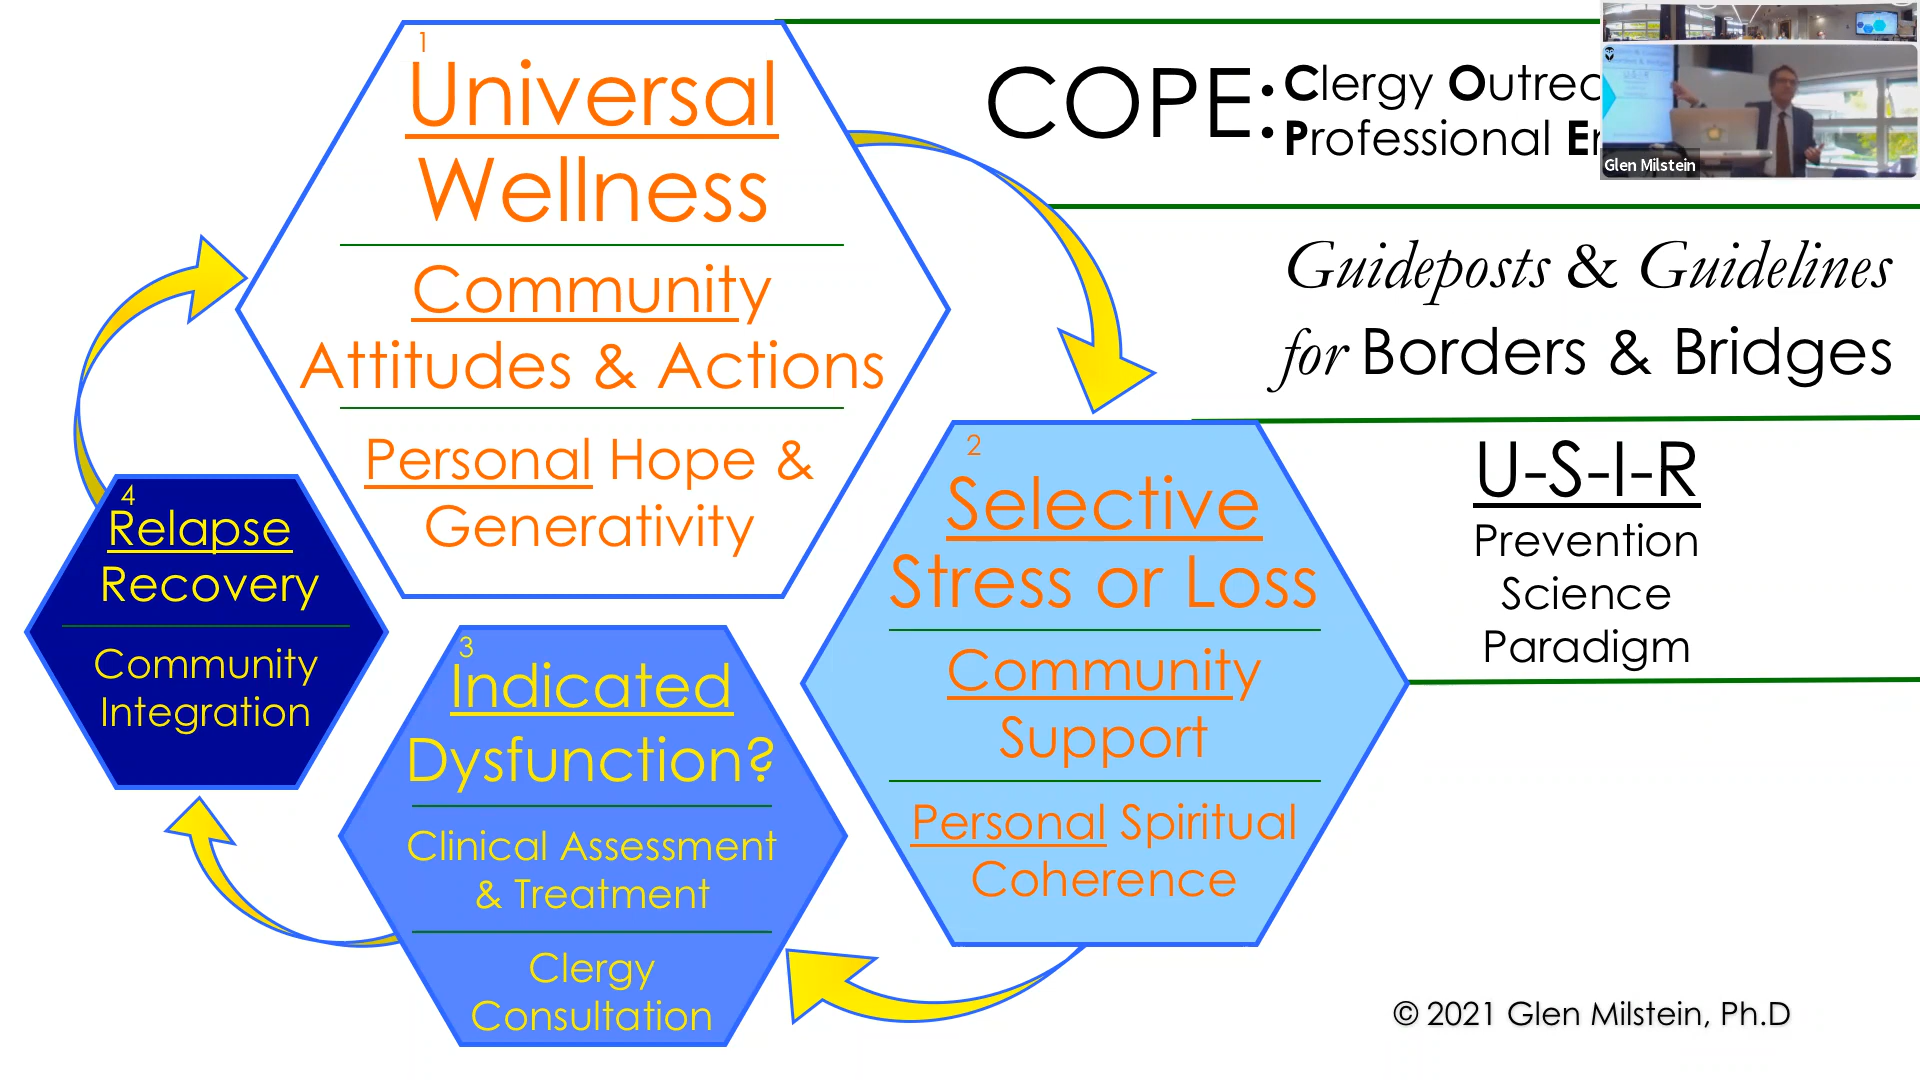 1
Universal
Wellness
Community
Attitudes & Actions
Personal Hope &
Generativity
COPE:
Clergy
Professional
Glen Milstein
Guideposts & Guidelines
for Borders & Bridges
U-S-I-R
Prevention
Science
Paradigm
2
Selective
Stress or Loss
Community
Support
Personal Spiritual
Coherence
3
Indicated
Dysfunction?
Clinical Assessment
& Treatment
Clergy
Consultation
4
Relapse
Recovery
Community
Integration
© 2021 Glen Milstein, Ph.D